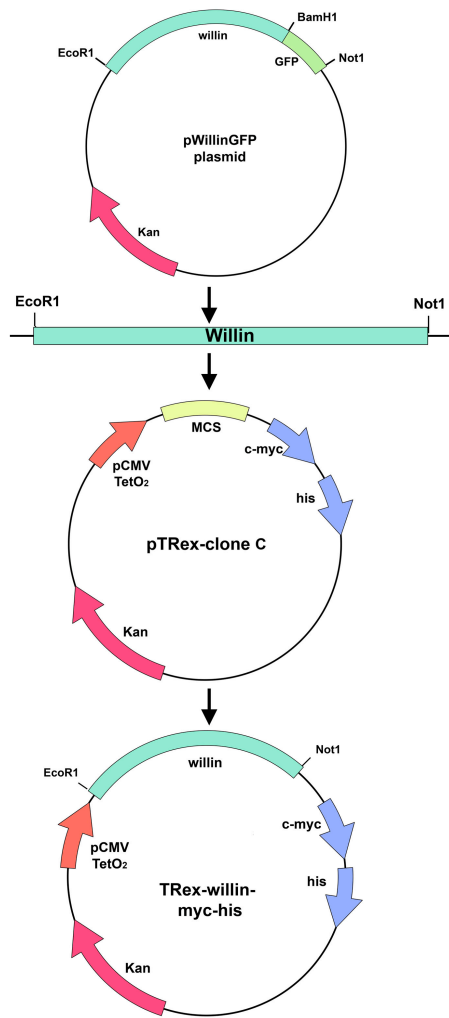 BamH1
EcoR1
willin
GFP
Not1
pWillinGFP
plasmid
Kan
EcoR1
Not1
Willin
MCS
c-myc
pCMV
TetO₂
his
pTRex-clone C
Kan
Not1
EcoR1
willin
c-myc
pCMV
TetO₂
his
TRex-willin-
myc-his
Kan